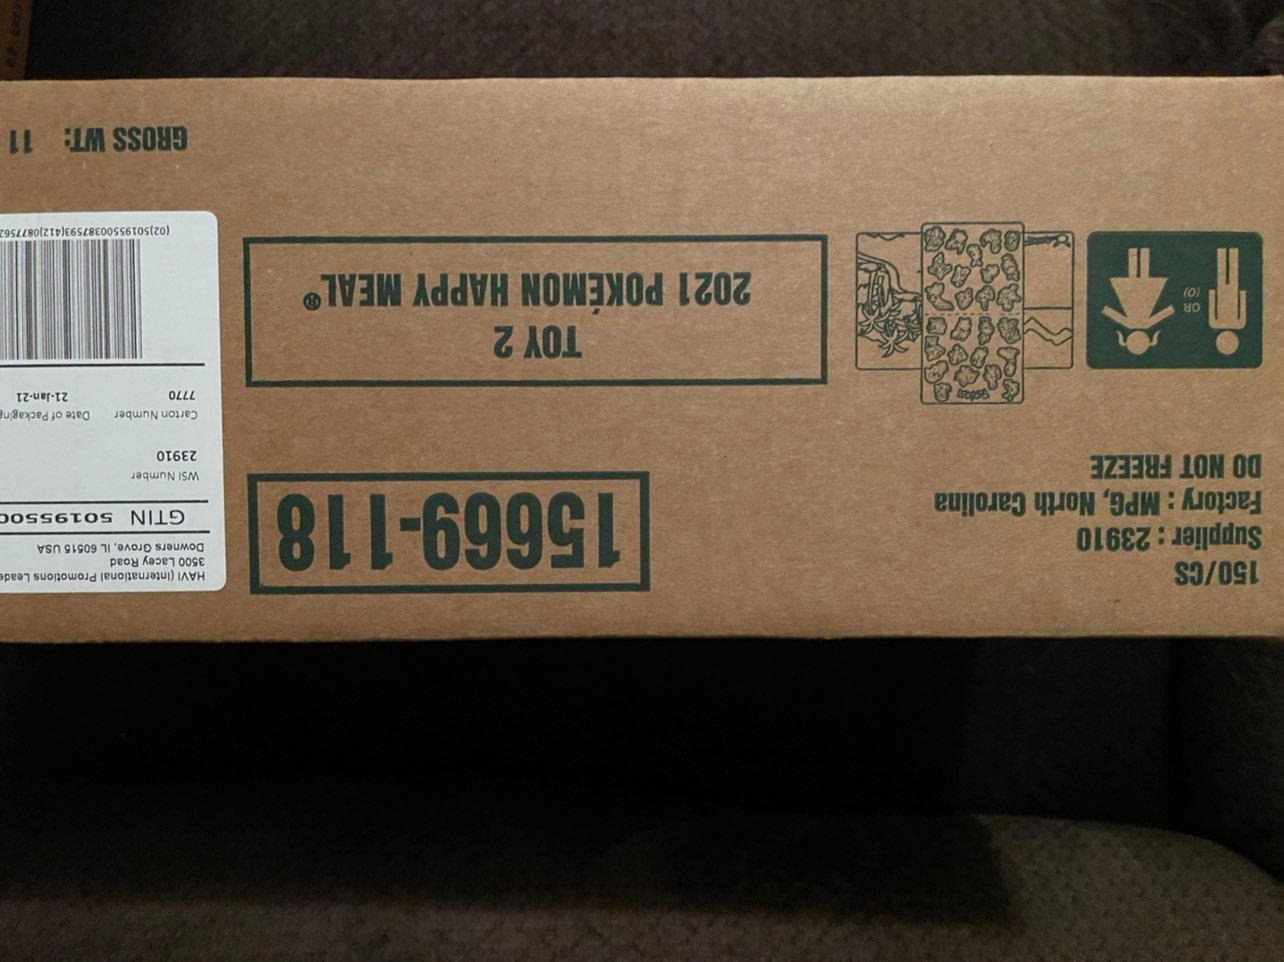 150/CS
Supplier : 23910
Factory : MPG, North Carolina
DO NOT FREEZE
OR
(O)
15669-118
TOY 2
2021 POKÉMON HAPPY MEAL®
HAVI (International Promotions Leade
3500 Lacey Road
Downers Grove, IL 60515 USA
GTIN 50195500
WSI Number
23910
Carton Number Date of Packaging
7770 21-Jan-21
(02)50195500387593(412)0877562
GROSS WT: 11